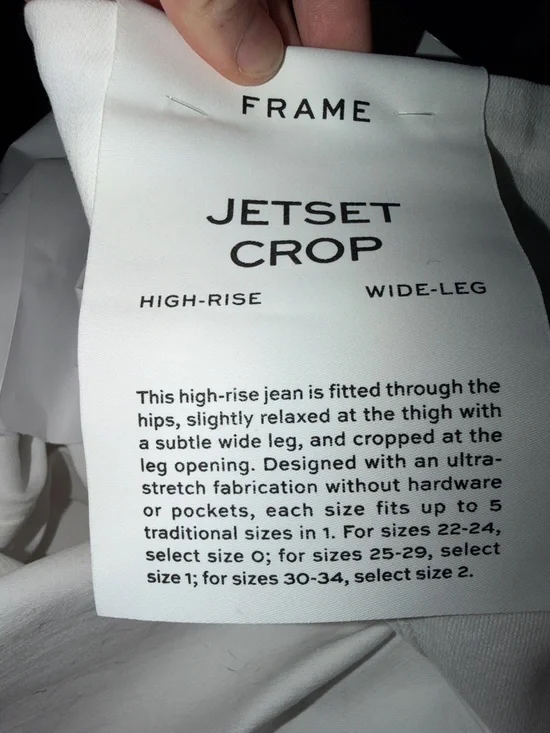 FRAME
JETSET
CROP
HIGH-RISE WIDE-LEG
This high-rise jean is fitted through the
hips, slightly relaxed at the thigh with
a subtle wide leg, and cropped at the
leg opening. Designed with an ultra-
stretch fabrication without hardware
or pockets, each size fits up to 5
traditional sizes in 1. For sizes 22-24,
select size 0; for sizes 25-29, select
size 1; for sizes 30-34, select size 2.